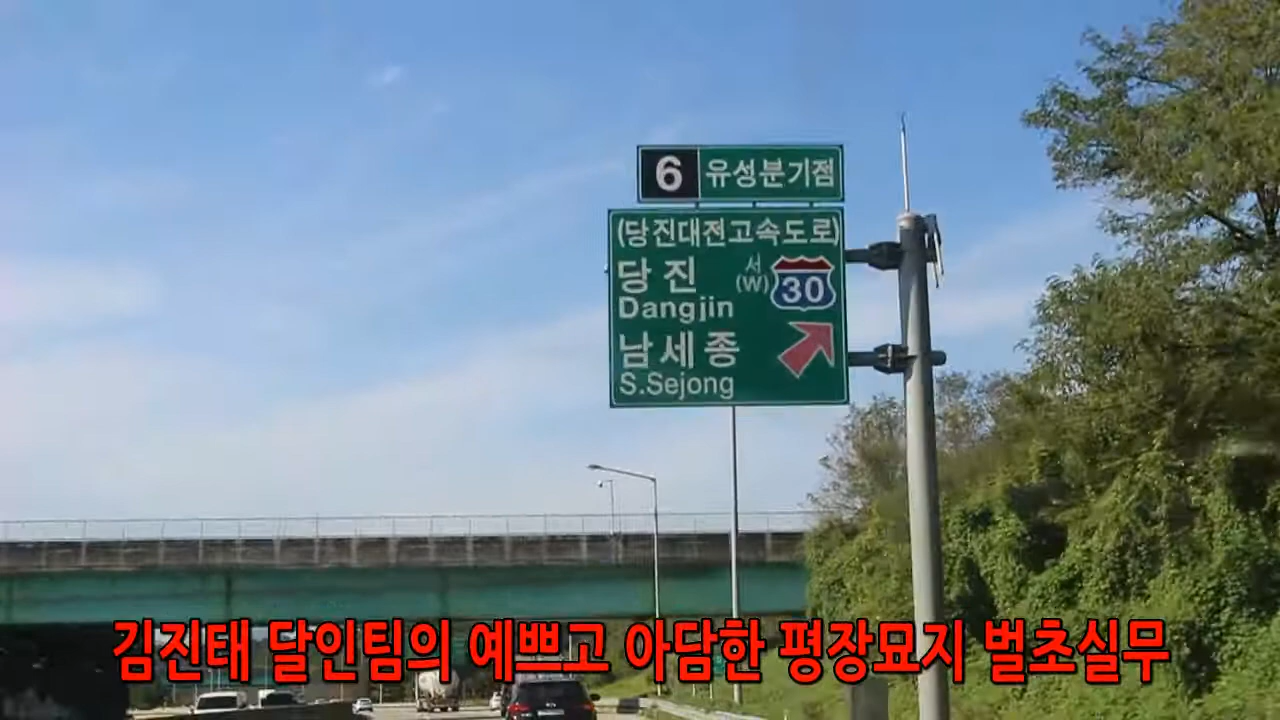 6 유성분기점
(당진대전고속도로)
당진 서
Dangjin (W) 30
남세종
S.Sejong
김진태 달인팀의 예쁘고 아담한 평장묘지 벌초실무